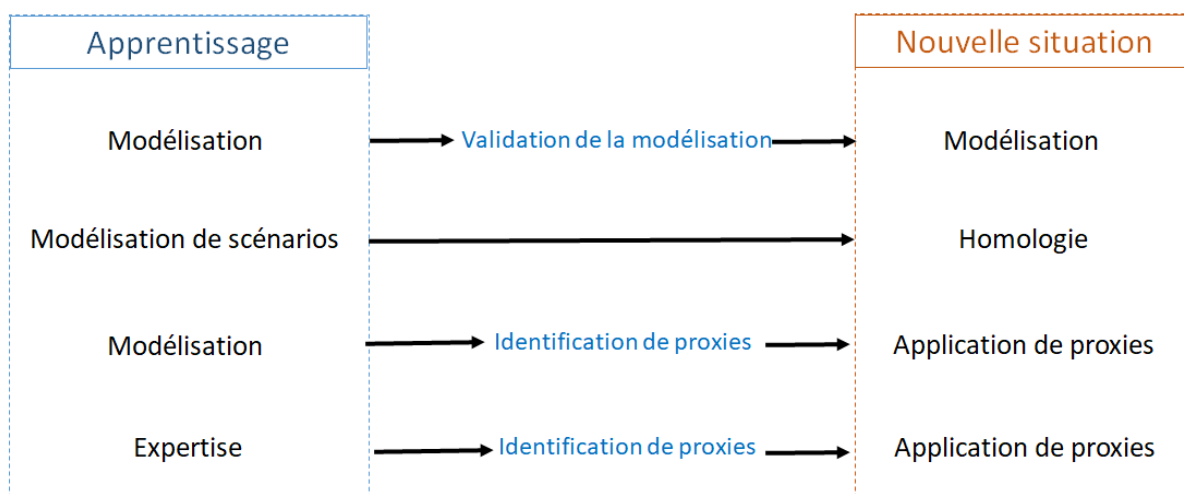 Apprentissage
Nouvelle situation
Modélisation
Validation de la modélisation
Modélisation
Modélisation de scénarios
Homologie
Modélisation
Identification de proxies
Application de proxies
Expertise
Identification de proxies
Application de proxies